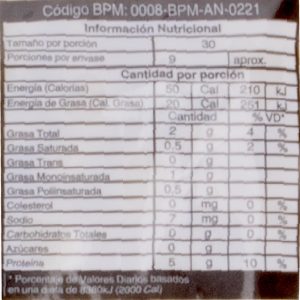 Código BPM: 0008-BPM-AN-0221
Información Nutricional
Tamaño por porción 30
Porciones por envase 9 aprox.
Cantidad por porción
Energía (Calorías) 50 Cal 210 kJ
Energía de Grasa (Cal. Grasa) 20 Cal 251 kJ
Cantidad % VD*
Grasa Total 2 g 4 %
Grasa Saturada 0,5 g 2 %
Grasa Trans 0 g
Grasa Monoinsaturada 1 g
Grasa Poliinsaturada 0,5 g
Colesterol 0 mg 0 %
Sodio 7 mg 0 %
Carbohidratos Totales 0 g 0 %
Azúcares 0 g
Proteína 5 g 10 %
* Porcentaje de Valores Diarios basados
en una dieta de 8380kJ (2000 Cal)